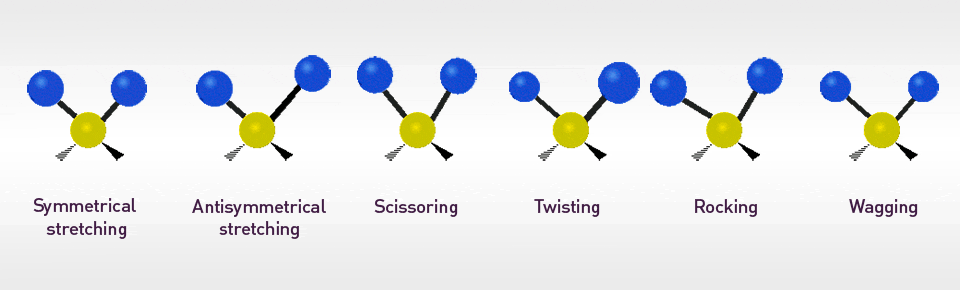 Symmetrical
stretching
Antisymmetrical
stretching
Scissoring
Twisting
Rocking
Wagging